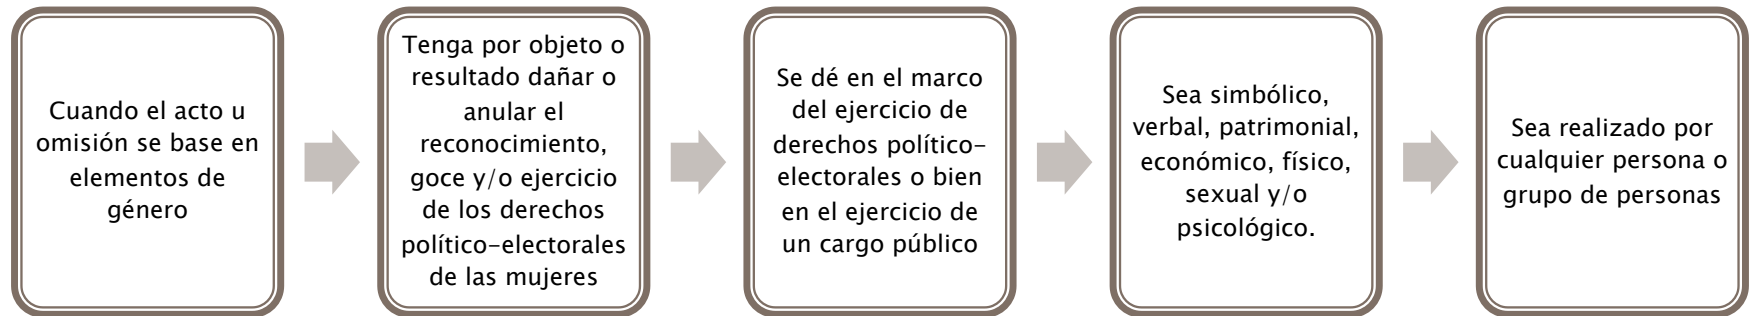 Cuando el acto u
omisión se base en
elementos de
género
Tenga por objeto o
resultado dañar o
anular el
reconocimiento,
goce y/o ejercicio
de los derechos
político-electorales
de las mujeres
Se dé en el marco
del ejercicio de
derechos político-
electorales o bien
en el ejercicio de
un cargo público
Sea simbólico,
verbal, patrimonial,
económico, físico,
sexual y/o
psicológico.
Sea realizado por
cualquier persona o
grupo de personas